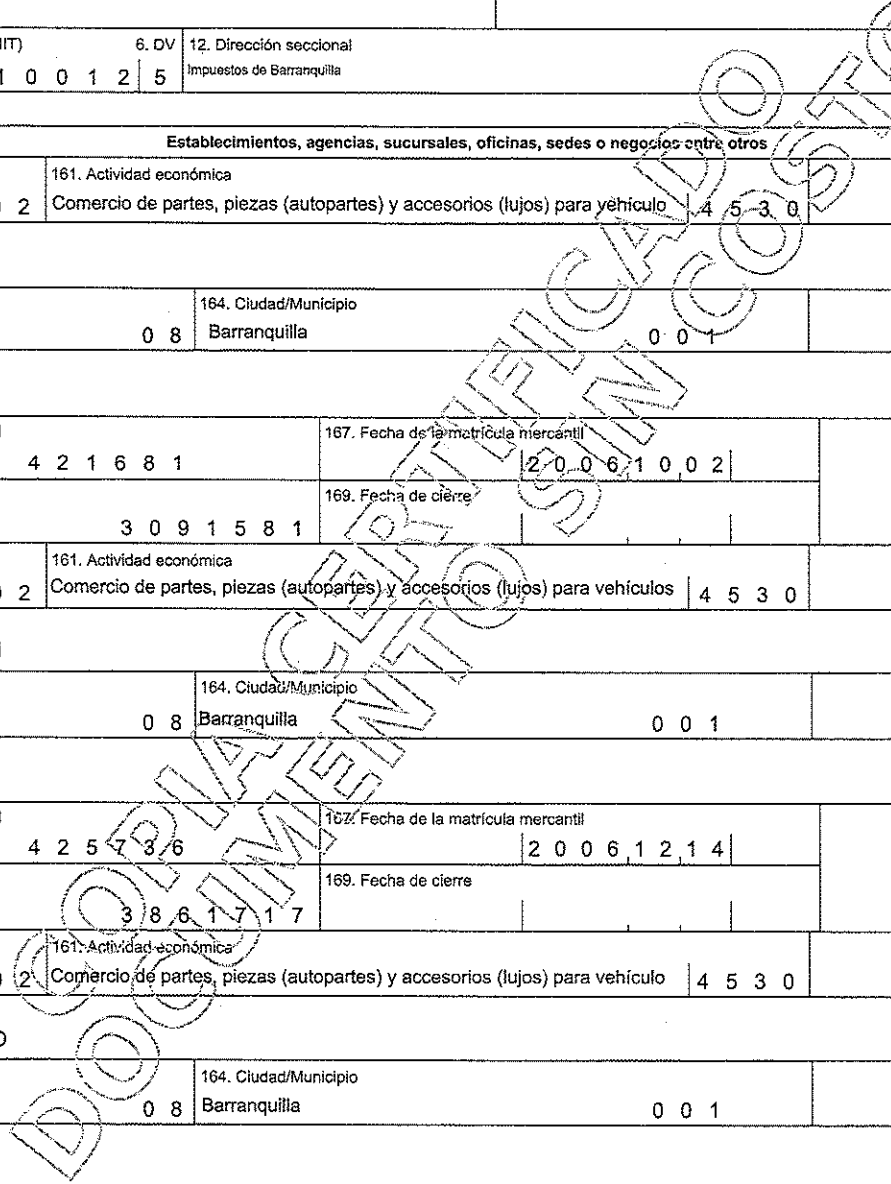 IIT) 6. DV 12. Dirección seccional
1 0 0 1 2 5 Impuestos de Barranquilla
Establecimientos, agencias, sucursales, oficinas, sedes o negocios entre otros
161. Actividad económica
0 2 Comercio de partes, piezas (autopartes) y accesorios (lujos) para vehículo 4 5 3 0
164. Ciudad/Municipio
0 8 Barranquilla 0 0 1
167. Fecha de la matrícula mercantil
4 2 1 6 8 1 2 0 0 6 1 0 0 2
169. Fecha de cierre
3 0 9 1 5 8 1
161. Actividad económica
0 2 Comercio de partes, piezas (autopartes) y accesorios (lujos) para vehículos 4 5 3 0
164. Ciudad/Municipio
0 8 Barranquilla 0 0 1
167. Fecha de la matrícula mercantil
4 2 5 7 3 6 2 0 0 6 1 2 1 4
169. Fecha de cierre
3 8 6 1 7 1 7
161. Actividad económica
0 2 Comercio de partes, piezas (autopartes) y accesorios (lujos) para vehículo 4 5 3 0
O
164. Ciudad/Municipio
0 8 Barranquilla 0 0 1
COPIA CERTIFICADO
DOCUMENTO SIN COSTO